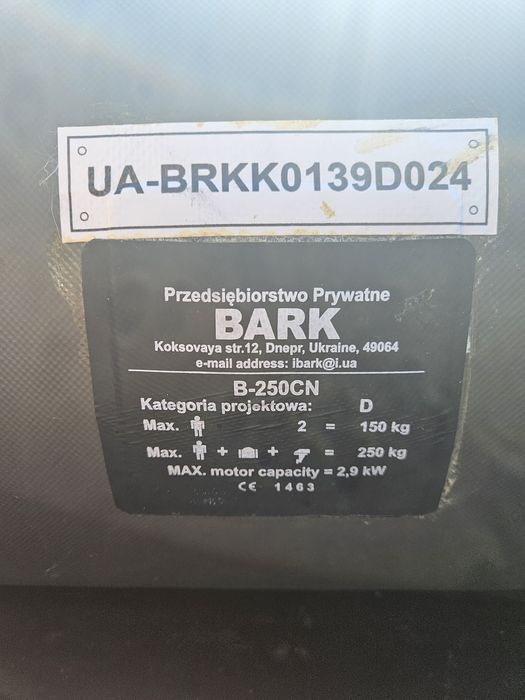 UA-BRKK0139D024
Przedsiębiorstwo Prywatne
BARK
Koksovaya str.12, Dnepr, Ukraine, 49064
e-mail address: ibark@i.ua
B-250CN
Kategoria projektowa: D
Max. 2 = 150 kg
Max. + + = 250 kg
MAX. motor capacity = 2,9 kW
CE 1463